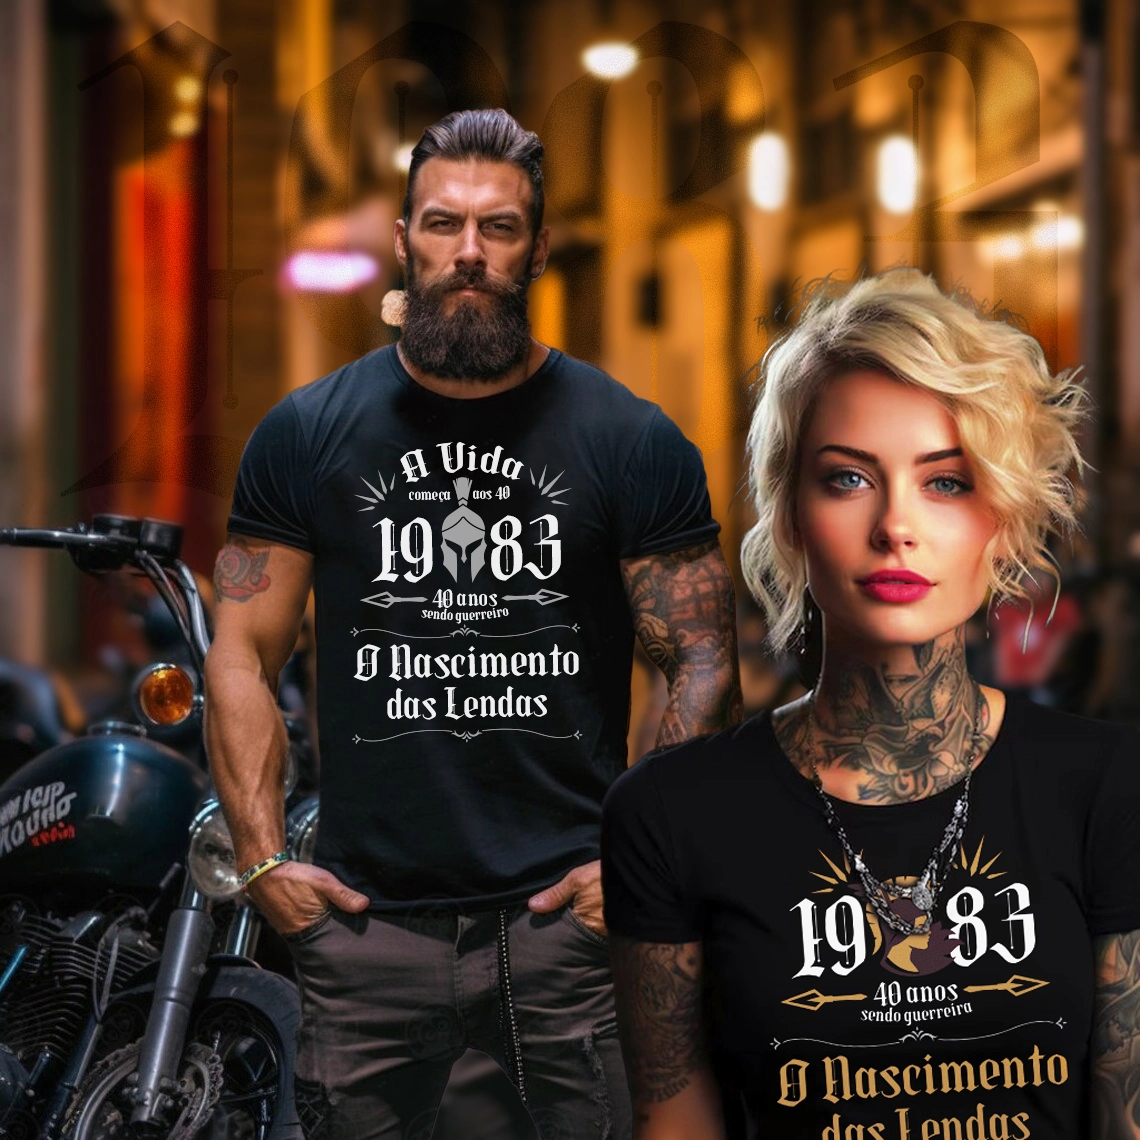 A Vida
começa aos 40
1983
40 anos
sendo guerreiro
O Nascimento
das Lendas
1983
40 anos
sendo guerreira
O Nascimento
das Lendas